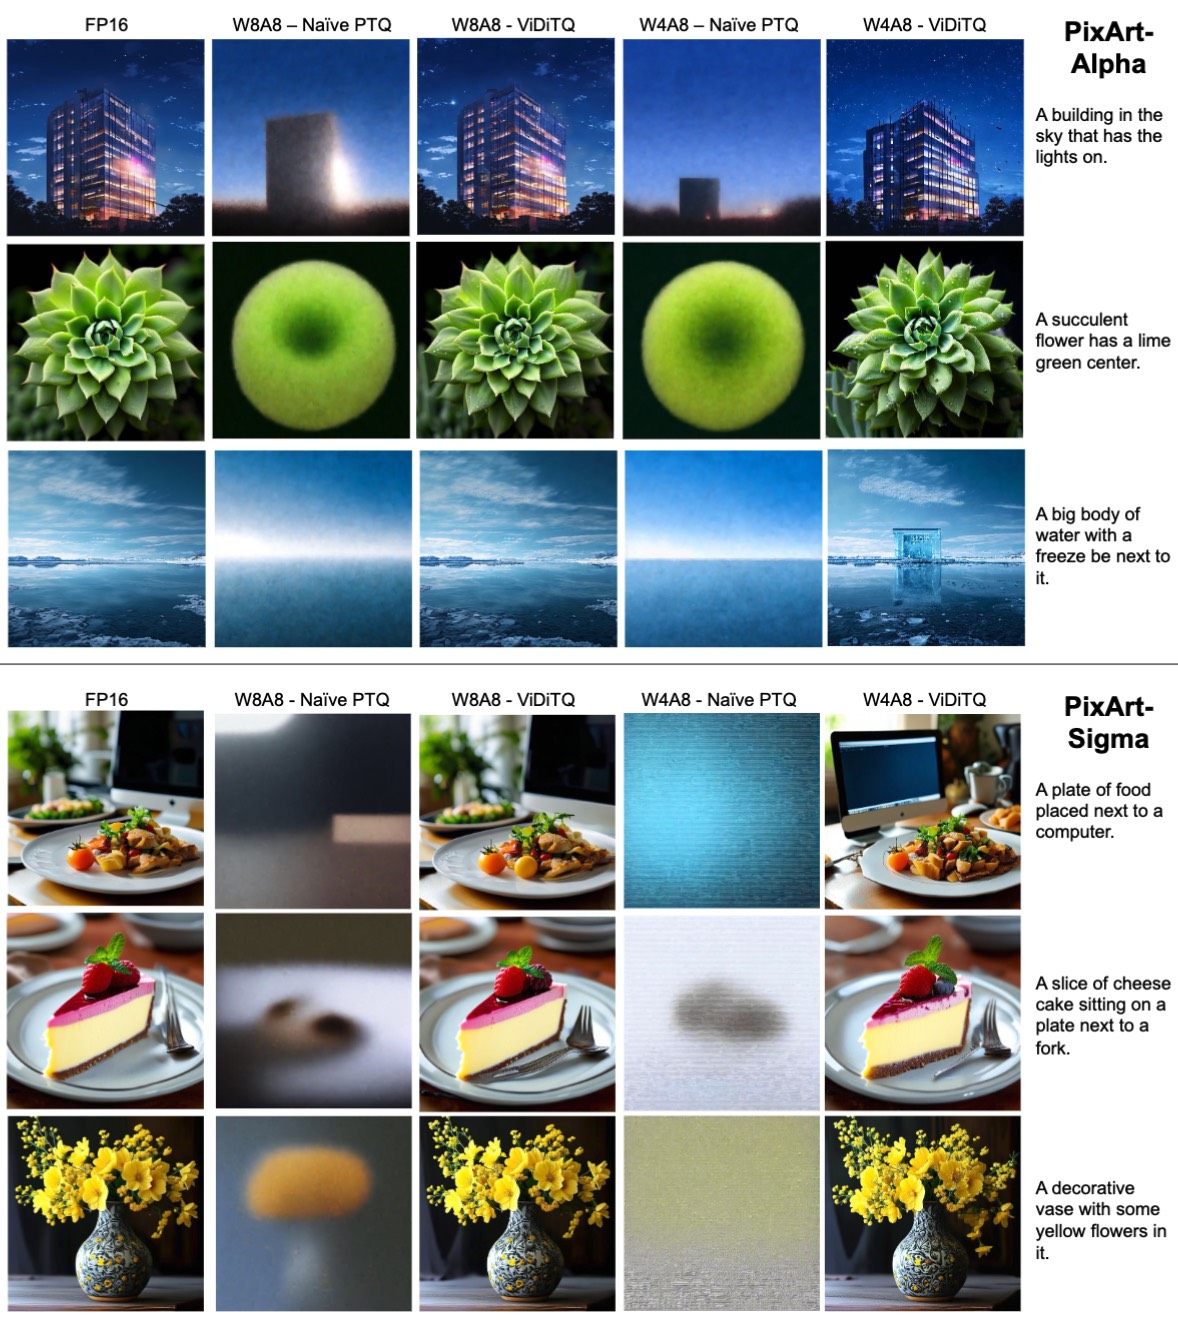 FP16
W8A8 – Naïve PTQ
W8A8 - ViDiTQ
W4A8 – Naïve PTQ
W4A8 - ViDiTQ
PixArt-
Alpha
A building in the
sky that has the
lights on.
A succulent
flower has a lime
green center.
A big body of
water with a
freeze be next to
it.
FP16
W8A8 - Naïve PTQ
W8A8 - ViDiTQ
W4A8 - Naïve PTQ
W4A8 - ViDiTQ
PixArt-
Sigma
A plate of food
placed next to a
computer.
A slice of cheese
cake sitting on a
plate next to a
fork.
A decorative
vase with some
yellow flowers in
it.